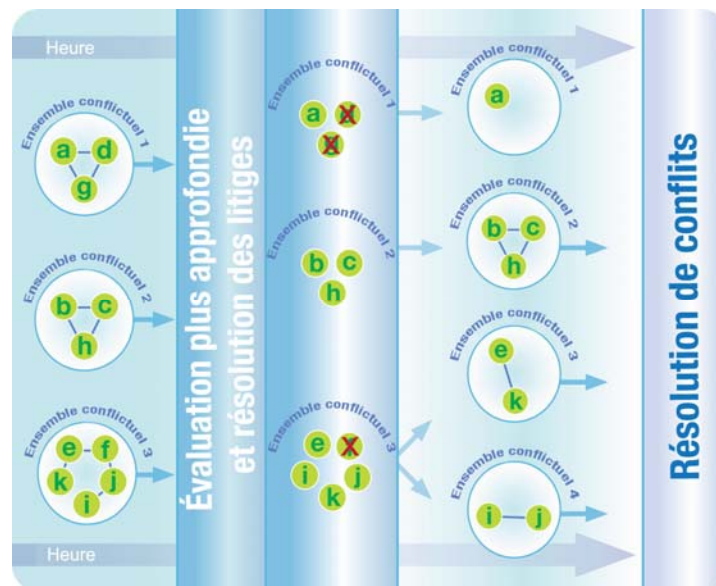 Heure
Ensemble conflictuel 1
a d
g
Ensemble conflictuel 2
b c
h
Ensemble conflictuel 3
e f
k j
i
Heure
Évaluation plus approfondie
et résolution des litiges
Ensemble conflictuel 1
a
Ensemble conflictuel 2
b c
h
Ensemble conflictuel 3
e
i j
k
Ensemble conflictuel 1
a
Ensemble conflictuel 2
b c
h
Ensemble conflictuel 3
e
k
Ensemble conflictuel 4
i j
Résolution de conflits